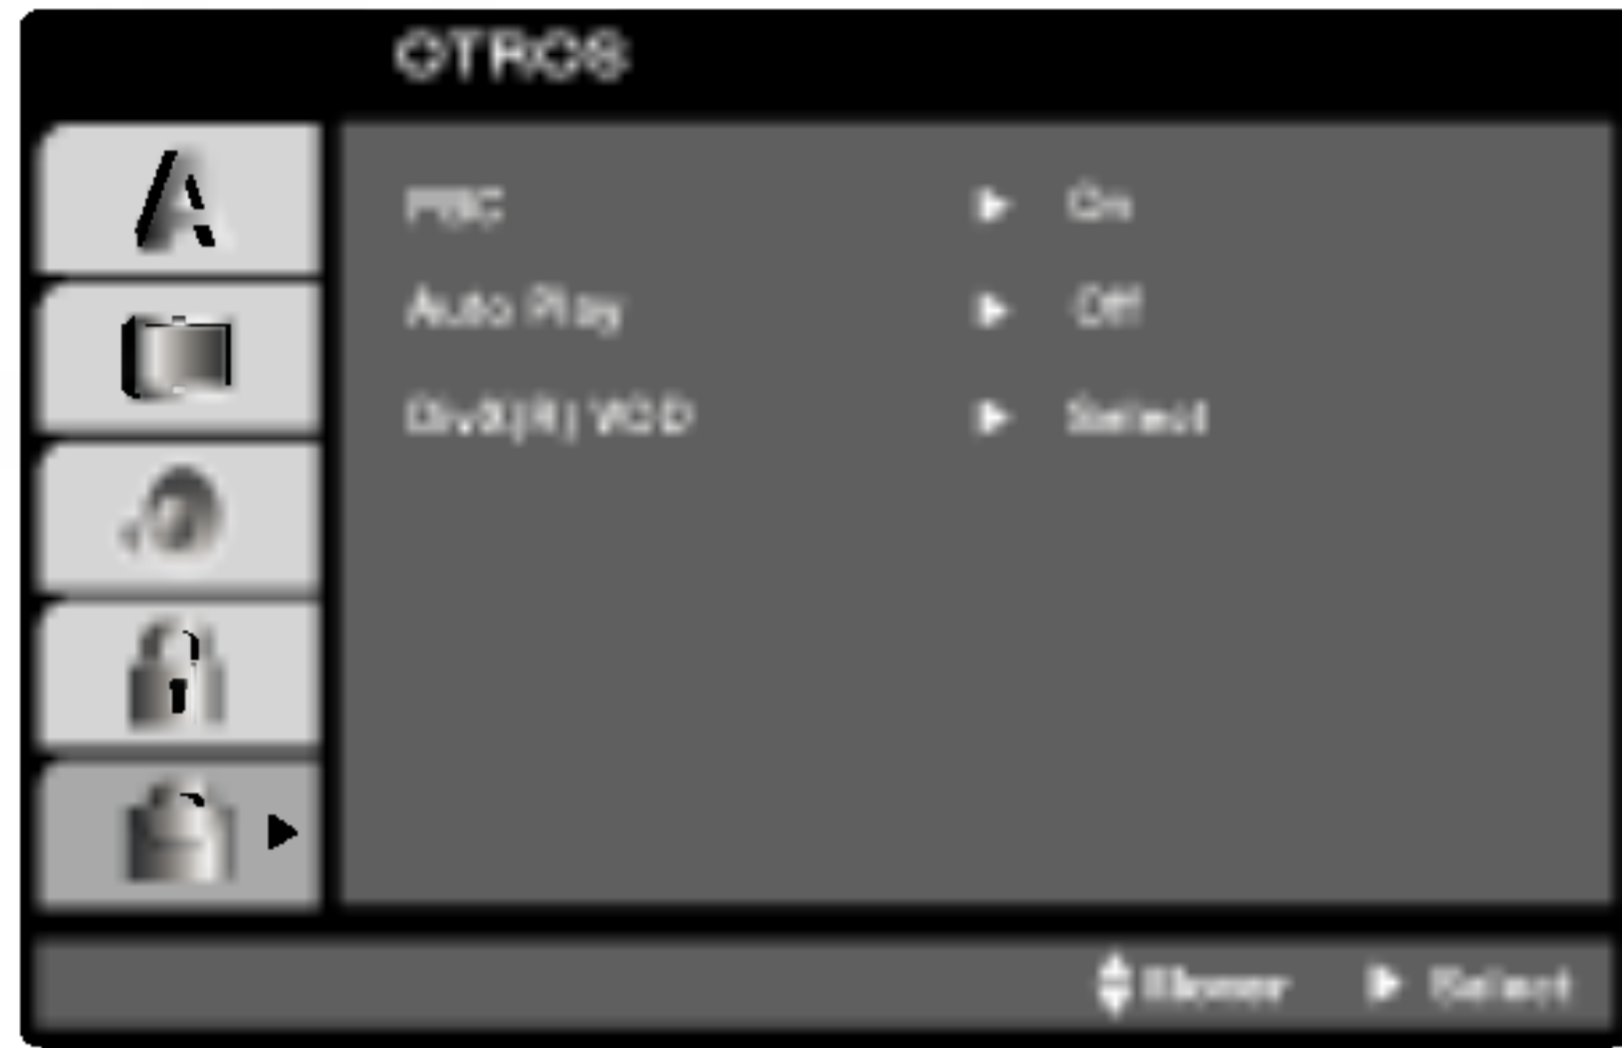 OTROS
PBC On
Auto Play Off
DivX(R) VOD Select
Select